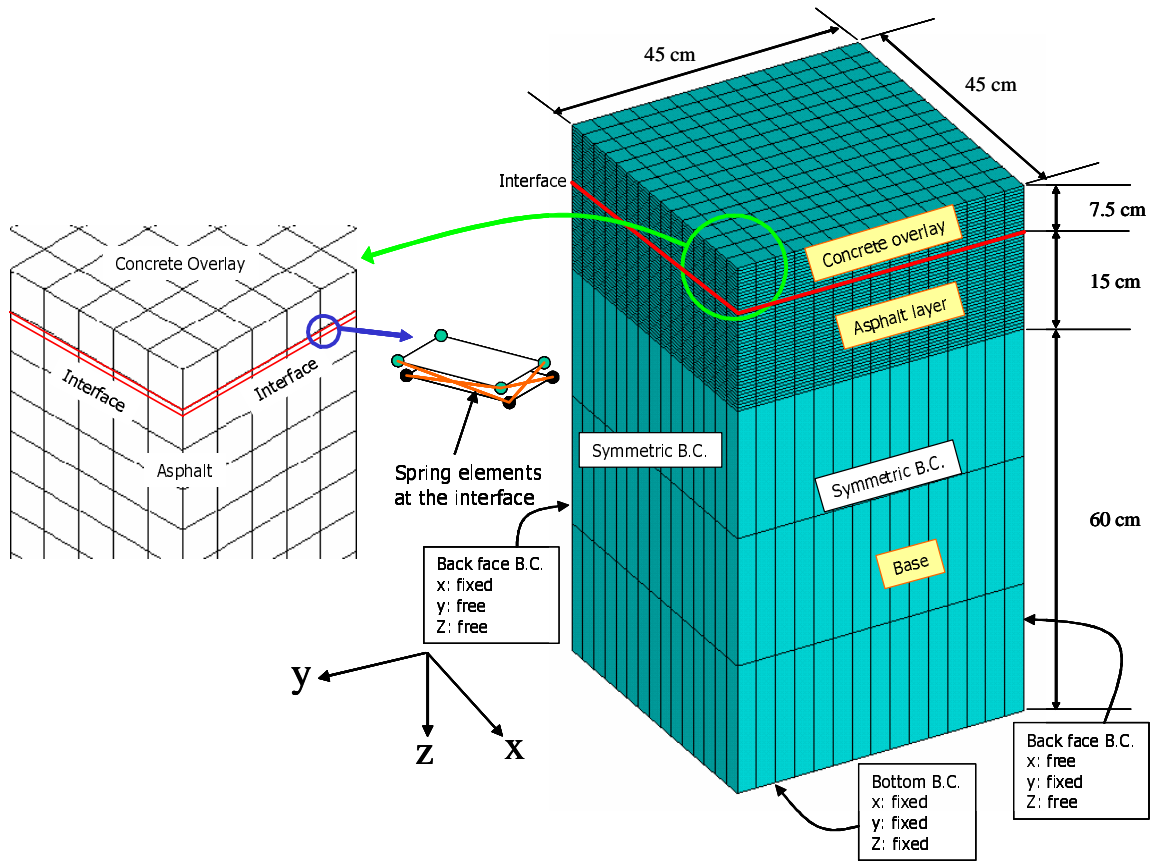 45 cm
45 cm
Interface
7.5 cm
Concrete overlay
15 cm
Asphalt layer
Concrete Overlay
Interface
Interface
Asphalt
Spring elements
at the interface
Symmetric B.C.
Symmetric B.C.
60 cm
Base
Back face B.C.
x: fixed
y: free
Z: free
y
z
x
Back face B.C.
x: free
y: fixed
Z: free
Bottom B.C.
x: fixed
y: fixed
Z: fixed